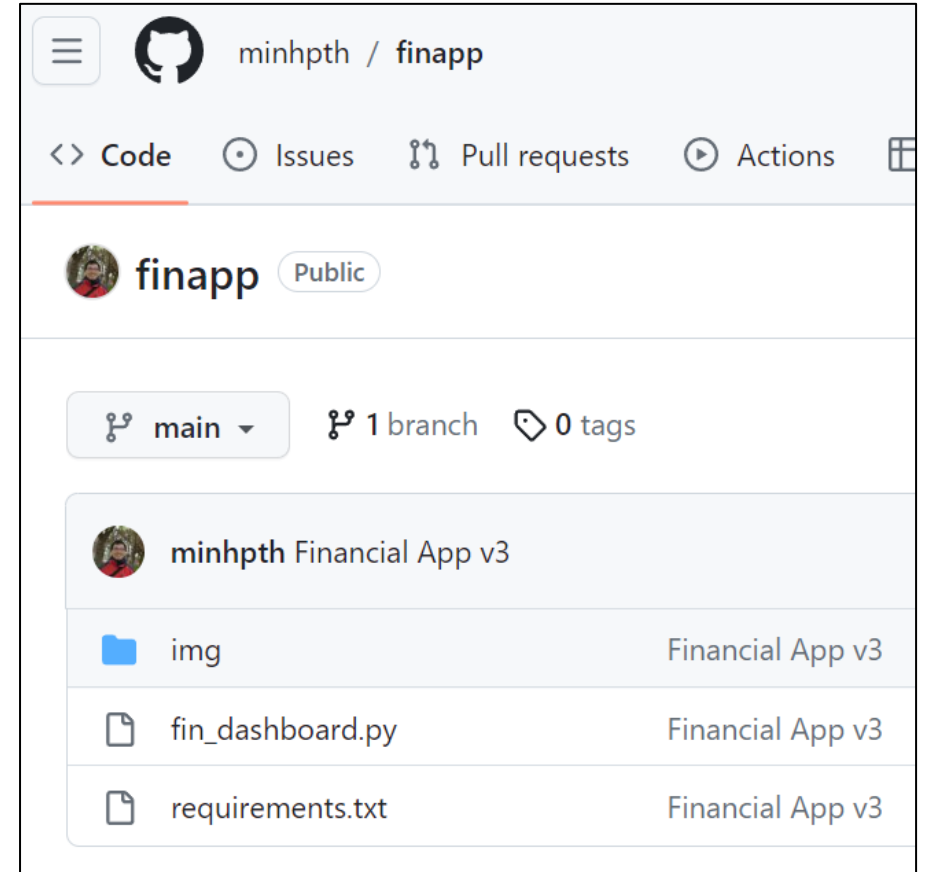 minhpth / finapp
Code Issues Pull requests Actions
finapp Public
main 1 branch 0 tags
minhpth Financial App v3
img Financial App v3
fin_dashboard.py Financial App v3
requirements.txt Financial App v3